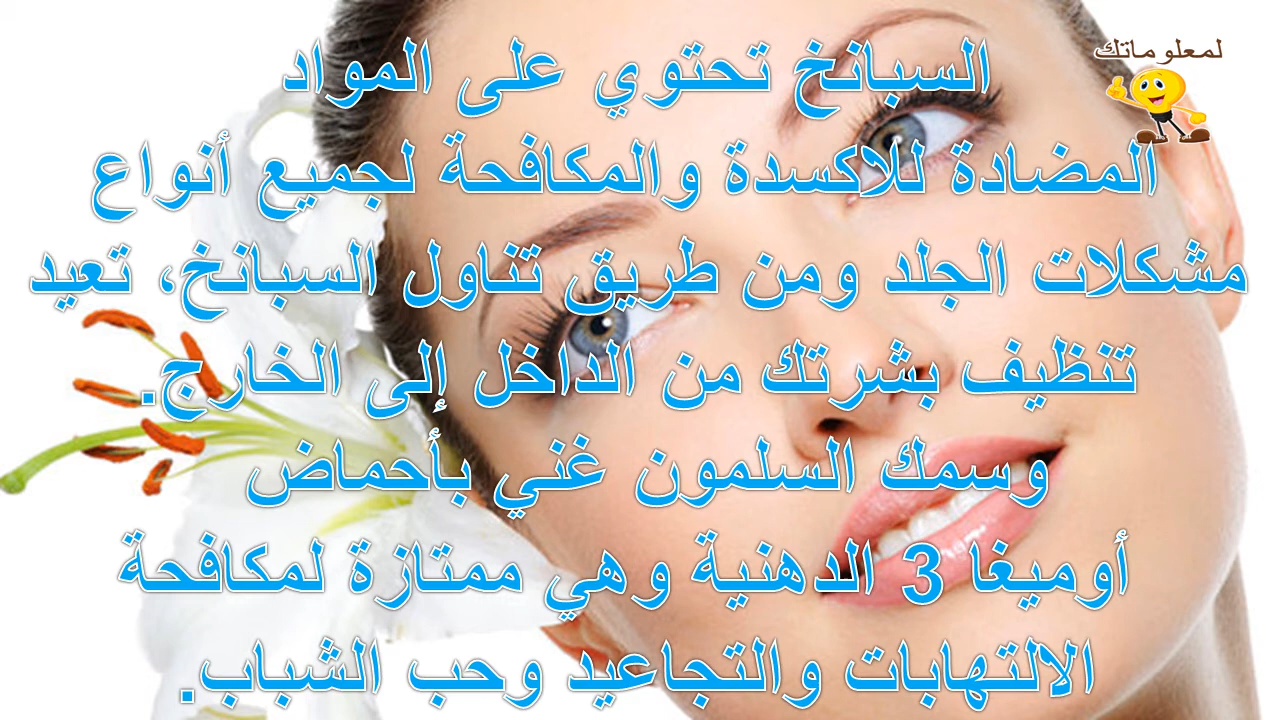 لمعلوماتك
السبانخ تحتوي على المواد
المضادة للاكسدة والمكافحة لجميع أنواع
مشكلات الجلد ومن طريق تناول السبانخ، تعيد
تنظيف بشرتك من الداخل إلى الخارج.
وسمك السلمون غني بأحماض
أوميغا 3 الدهنية وهي ممتازة لمكافحة
الالتهابات والتجاعيد وحب الشباب.